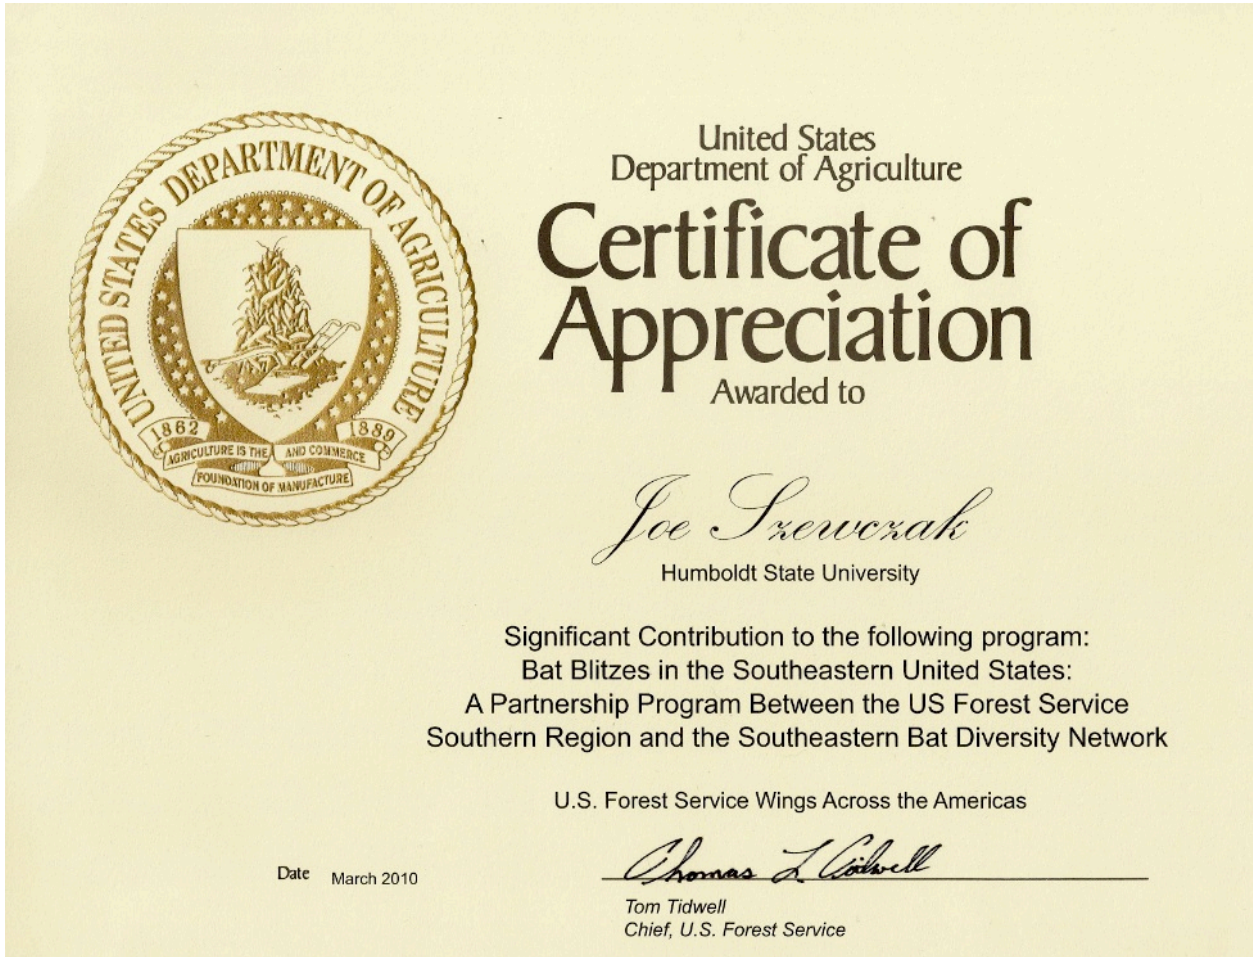 UNITED STATES DEPARTMENT OF AGRICULTURE
1862
1889
AGRICULTURE IS THE
AND COMMERCE
FOUNDATION OF MANUFACTURE
United States
Department of Agriculture
Certificate of
Appreciation
Awarded to
Joe Szewczak
Humboldt State University
Significant Contribution to the following program:
Bat Blitzes in the Southeastern United States:
A Partnership Program Between the US Forest Service
Southern Region and the Southeastern Bat Diversity Network
U.S. Forest Service Wings Across the Americas
Date March 2010
Thomas L Tidwell
Tom Tidwell
Chief, U.S. Forest Service